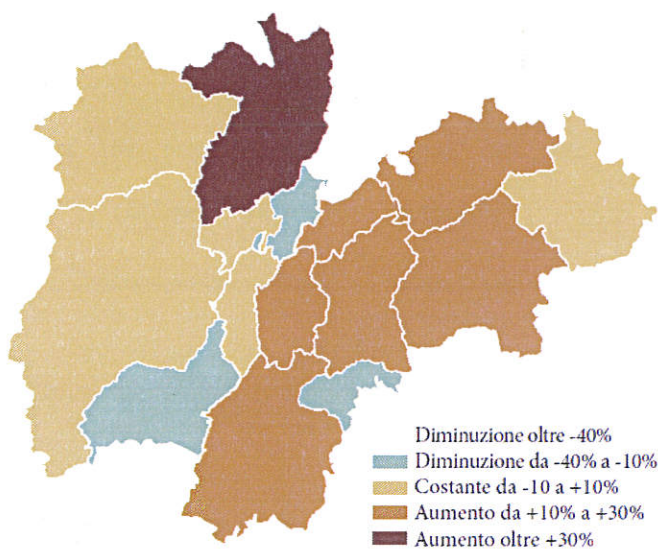 Diminuzione oltre -40%
Diminuzione da -40% a -10%
Costante da -10 a +10%
Aumento da +10% a +30%
Aumento oltre +30%